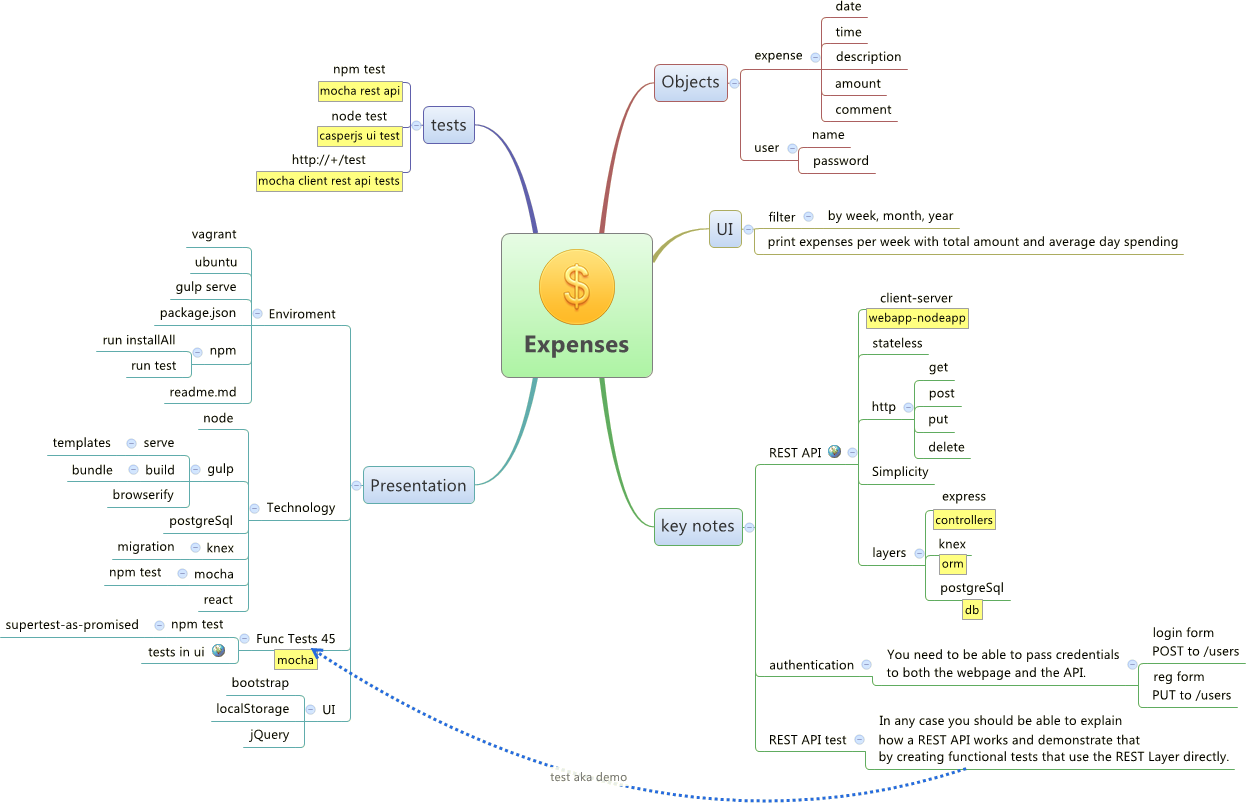 Expenses
Objects
expense
date
time
description
amount
comment
user
name
password
UI
filter
by week, month, year
print expenses per week with total amount and average day spending
key notes
REST API
client-server
webapp-nodeapp
stateless
http
get
post
put
delete
Simplicity
layers
express
controllers
knex
orm
postgreSql
db
authentication
You need to be able to pass credentials
to both the webpage and the API.
login form
POST to /users
reg form
PUT to /users
REST API test
In any case you should be able to explain
how a REST API works and demonstrate that
by creating functional tests that use the REST Layer directly.
test aka demo
tests
npm test
mocha rest api
node test
casperjs ui test
http://+/test
mocha client rest api tests
Presentation
Enviroment
vagrant
ubuntu
gulp serve
package.json
npm
run installAll
run test
readme.md
Technology
node
gulp
serve
templates
build
bundle
browserify
postgreSql
knex
migration
mocha
npm test
react
Func Tests 45
mocha
npm test
supertest-as-promised
tests in ui
UI
bootstrap
localStorage
jQuery